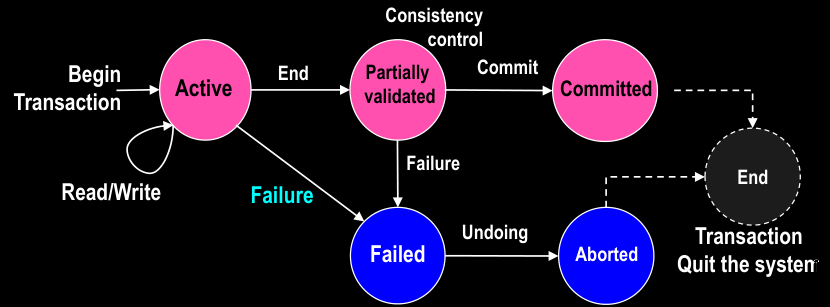 Consistency
control
Begin
Transaction
Active
End
Partially
validated
Commit
Committed
Read/Write
Failure
Failure
End
Failed
Undoing
Aborted
Transaction
Quit the system